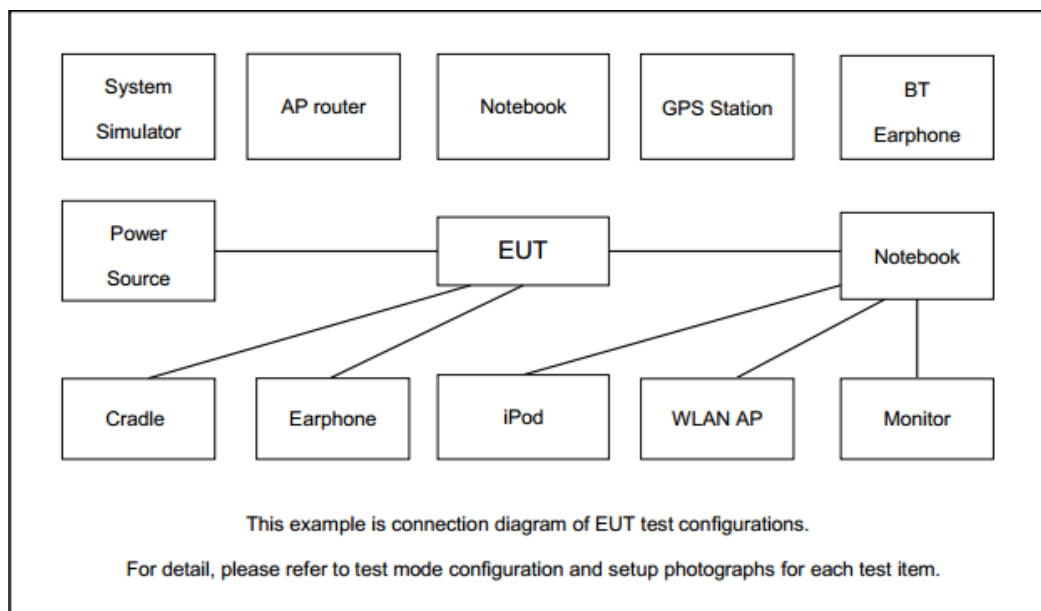 System
Simulator
AP router
Notebook
GPS Station
BT
Earphone
Power
Source
EUT
Notebook
Cradle
Earphone
iPod
WLAN AP
Monitor
This example is connection diagram of EUT test configurations.
For detail, please refer to test mode configuration and setup photographs for each test item.